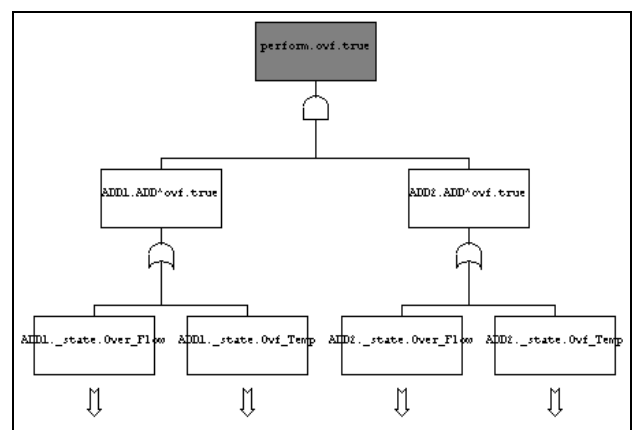 perform.ovf.true
ADD1.ADD^ovf.true
ADD2.ADD^ovf.true
ADD1._state.Over_Flow
ADD1._state.Ovf_Temp
ADD2._state.Over_Flow
ADD2._state.Ovf_Temp